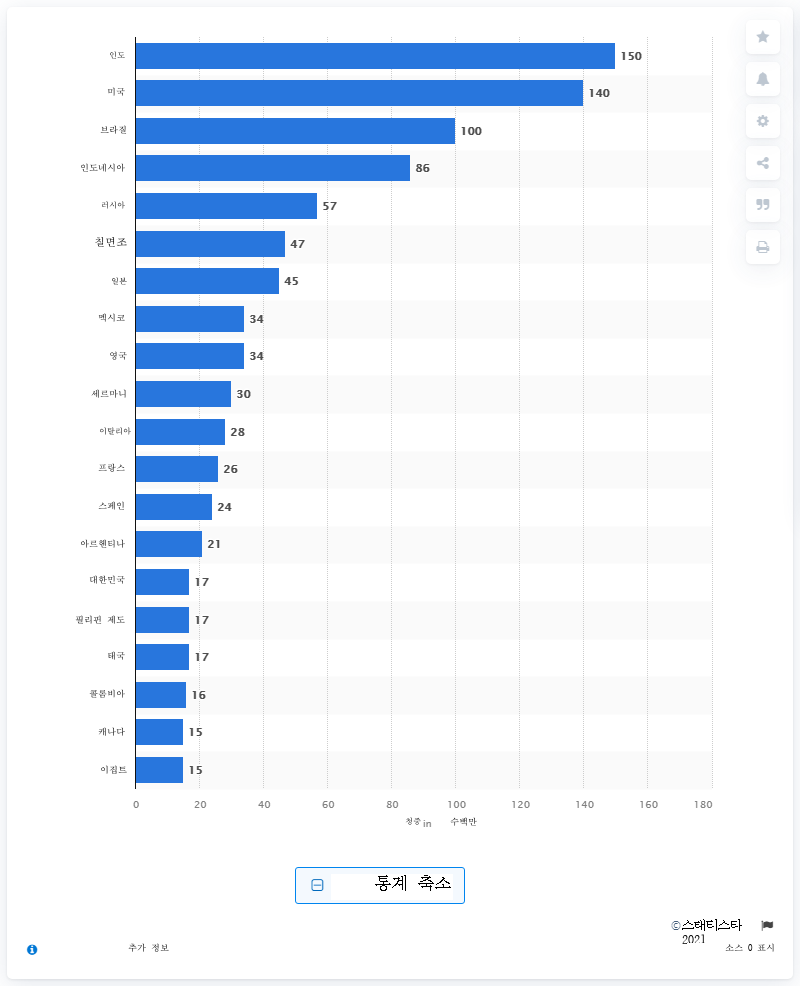 인도 150
미국 140
브라질 100
인도네시아 86
러시아 57
칠면조 47
일본 45
멕시코 34
영국 34
세르마니 30
이탈리아 28
프랑스 26
스페인 24
아르헨티나 21
대한민국 17
필리핀 제도 17
태국 17
콜롬비아 16
캐나다 15
이집트 15
0 20 40 60 80 100 120 140 160 180
청중 in 수백만
통계 축소
©스태티스타
2021
추가 정보
소스 0 표시